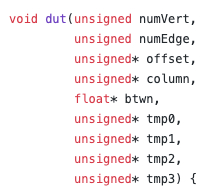 void dut(unsigned numVert,
unsigned numEdge,
unsigned* offset,
unsigned* column,
float* btwn,
unsigned* tmp0,
unsigned* tmp1,
unsigned* tmp2,
unsigned* tmp3) {